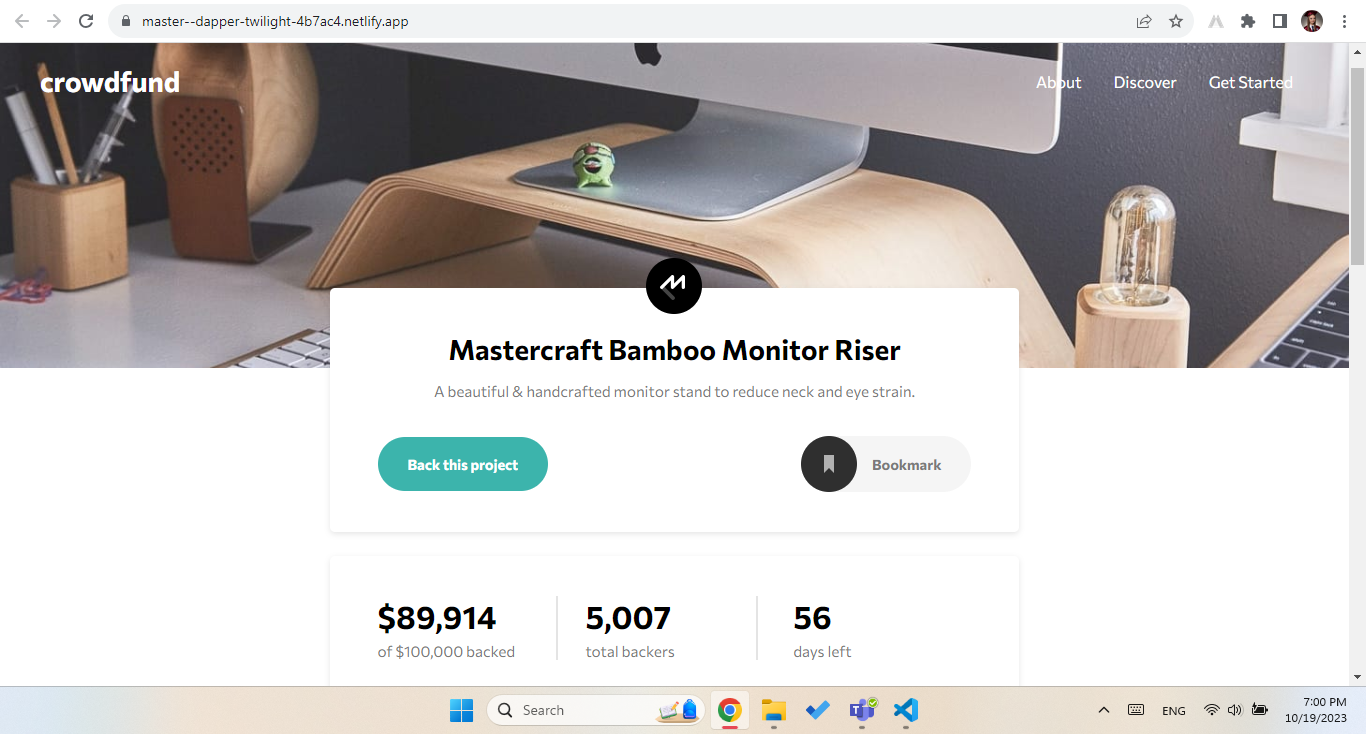 master--dapper-twilight-4b7ac4.netlify.app
crowdfund
About Discover Get Started
Mastercraft Bamboo Monitor Riser
A beautiful & handcrafted monitor stand to reduce neck and eye strain.
Back this project
Bookmark
$89,914 5,007 56
of $100,000 backed total backers days left
Search
ENG
7:00 PM
10/19/2023